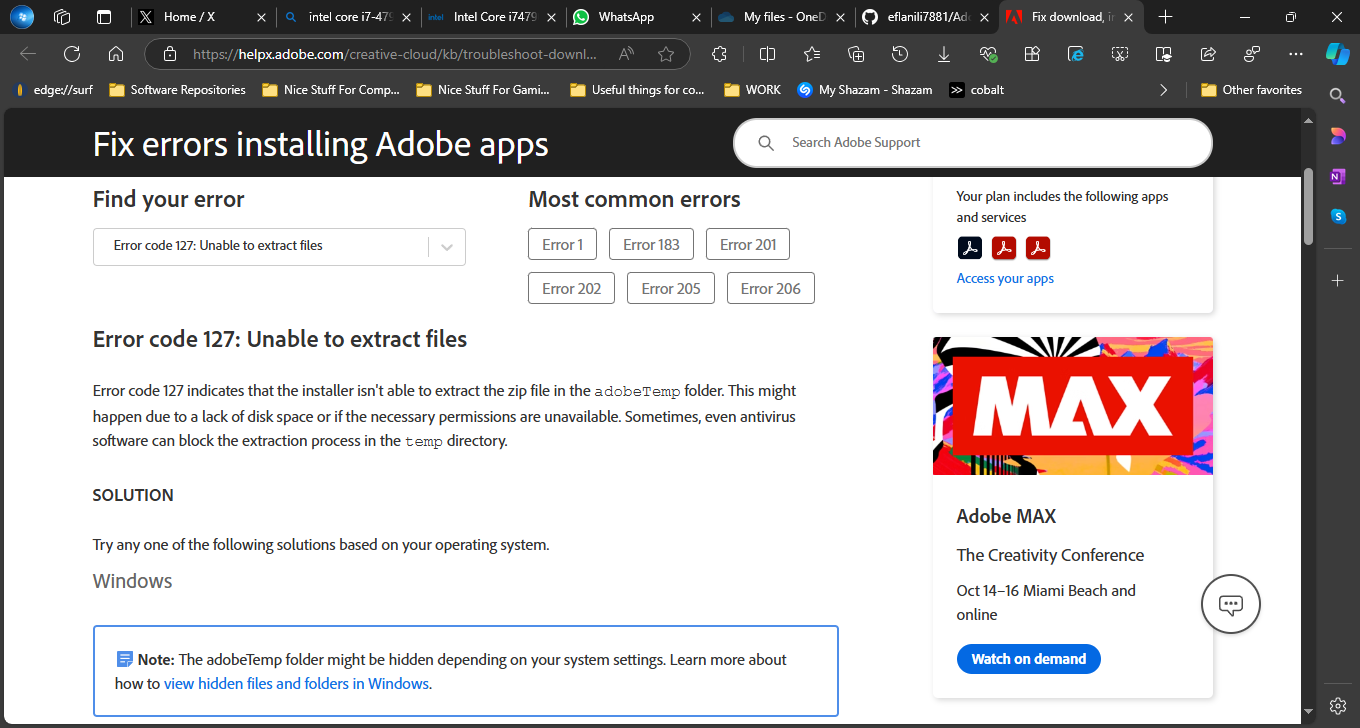 Home / X
intel core i7-479
intel
Intel Core i7479
WhatsApp
My files - OneD
eflanili7881/Ado
Fix download, in
https://helpx.adobe.com/creative-cloud/kb/troubleshoot-downl...
edge://surf
Software Repositories
Nice Stuff For Comp...
Nice Stuff For Gami...
Useful things for co...
WORK
My Shazam - Shazam
cobalt
Other favorites
Fix errors installing Adobe apps
Search Adobe Support
Find your error
Error code 127: Unable to extract files
Most common errors
Error 1
Error 183
Error 201
Error 202
Error 205
Error 206
Error code 127: Unable to extract files
Error code 127 indicates that the installer isn't able to extract the zip file in the adobeTemp folder. This might
happen due to a lack of disk space or if the necessary permissions are unavailable. Sometimes, even antivirus
software can block the extraction process in the temp directory.
SOLUTION
Try any one of the following solutions based on your operating system.
Windows
Note: The adobeTemp folder might be hidden depending on your system settings. Learn more about
how to view hidden files and folders in Windows.
Your plan includes the following apps
and services
Access your apps
MAX
Adobe MAX
The Creativity Conference
Oct 14–16 Miami Beach and
online
Watch on demand